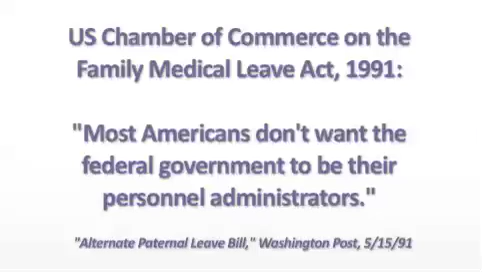 US Chamber of Commerce on the
Family Medical Leave Act, 1991:
"Most Americans don't want the
federal government to be their
personnel administrators."
"Alternate Paternal Leave Bill," Washington Post, 5/15/91